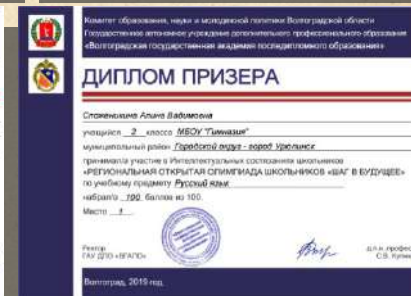 Комитет образования, науки и молодежной политики Волгоградской области
Государственное автономное учреждение дополнительного профессионального образования
«Волгоградская государственная академия последипломного образования»
ДИПЛОМ ПРИЗЕРА
Алина Вадимовна
учащийся 2 класса МБОУ "Гимназия"
муниципальный район Городской округ - город Урюпинск
принимал/а участие в Интеллектуальных состязаниях школьников
«РЕГИОНАЛЬНАЯ ОТКРЫТАЯ ОЛИМПИАДА ШКОЛЬНИКОВ «ШАГ В БУДУЩЕЕ»
по учебному предмету Русский язык
набрал/а 100 баллов из 100.
Место 1
Ректор
ГАУ ДПО «ВГАПО»
д.п.н. профес
С.В. Кулик
Волгоград, 2019 год